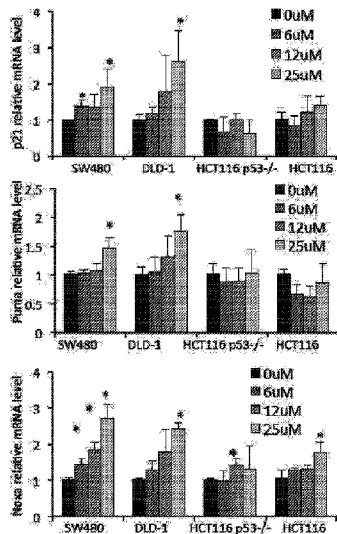 p21 relative mRNA level
4
3
2
1
0
0uM
6uM
12uM
25uM
*
*
*
SW480 DLD-1 HCT116 p53-/- HCT116
Puma relative mRNA level
2.5
2
1.5
1
0.5
0
0uM
6uM
12uM
25uM
*
*
SW480 DLD-1 HCT116 p53-/- HCT116
Noxa relative mRNA level
4
3
2
1
0
0uM
6uM
12uM
25uM
*
*
*
*
*
*
SW480 DLD-1 HCT116 p53-/- HCT116